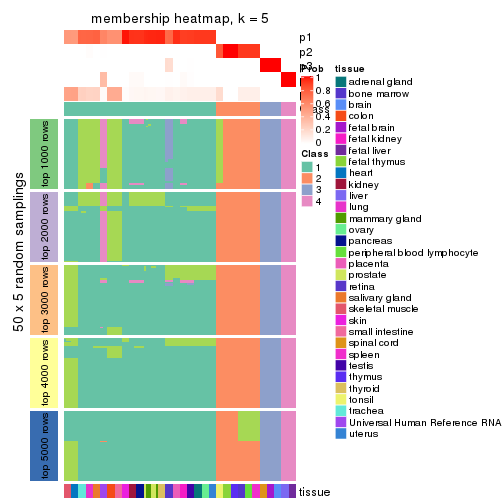 membership heatmap, k = 5
p1
p2
p3
Prob
1
0.8
0.6
0.4
0.2
0
Class
1
2
3
4
50 x 5 random samplings
top 1000 rows
top 2000 rows
top 3000 rows
top 4000 rows
top 5000 rows
tissue
tissue
adrenal gland
bone marrow
brain
colon
fetal brain
fetal kidney
fetal liver
fetal thymus
heart
kidney
liver
lung
mammary gland
ovary
pancreas
peripheral blood lymphocyte
placenta
prostate
retina
salivary gland
skeletal muscle
skin
small intestine
spinal cord
spleen
testis
thymus
thyroid
tonsil
trachea
Universal Human Reference RNA
uterus